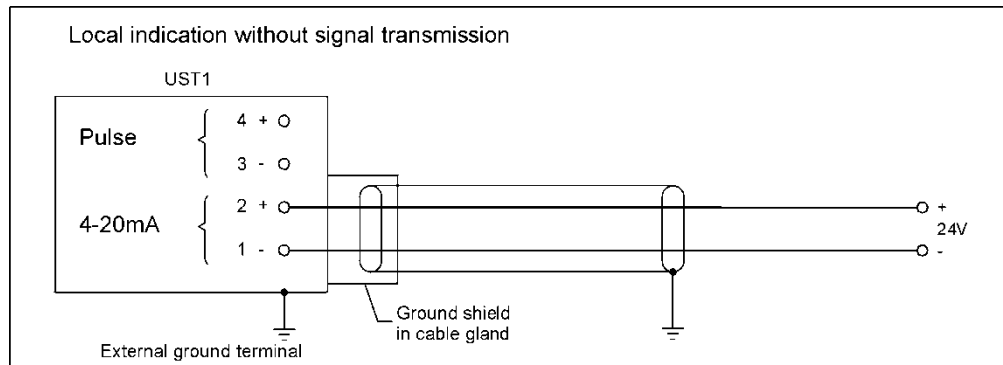 Local indication without signal transmission
UST1
Pulse
4 +
3 -
4-20mA
2 +
1 -
+
24V
-
Ground shield
in cable gland
External ground terminal